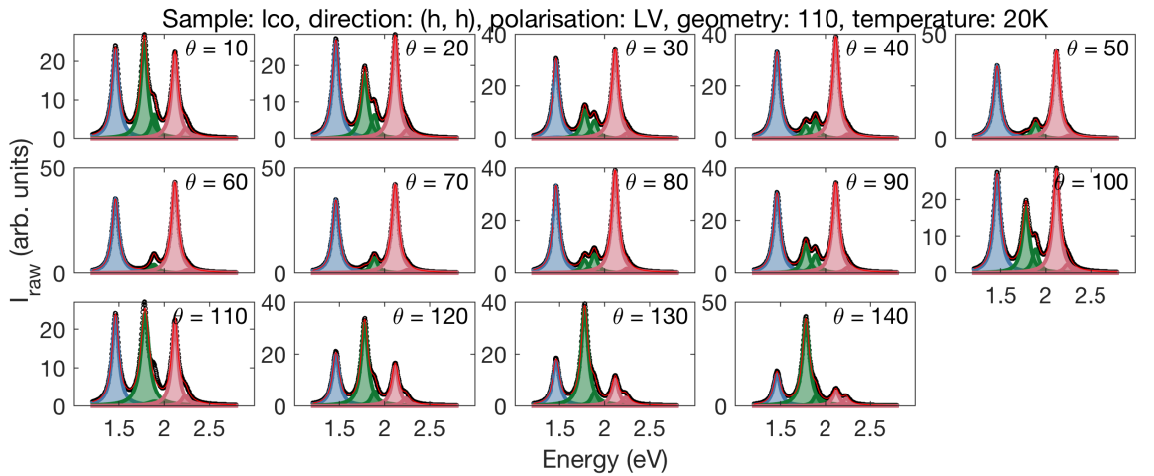 Sample: Ico, direction: (h, h), polarisation: LV, geometry: 110, temperature: 20K
θ = 10
θ = 20
θ = 30
θ = 40
θ = 50
20
10
0
20
10
0
40
20
0
40
20
0
50
0
θ = 60
θ = 70
θ = 80
θ = 90
θ = 100
50
0
50
0
40
20
0
40
20
0
20
10
0
1.5 2 2.5
θ = 110
θ = 120
θ = 130
θ = 140
20
10
0
40
20
0
40
20
0
50
0
1.5 2 2.5
1.5 2 2.5
1.5 2 2.5
1.5 2 2.5
I_raw (arb. units)
Energy (eV)